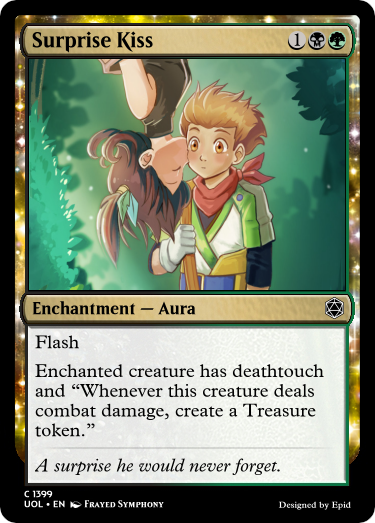 Surprise Kiss 1
Enchantment — Aura
Flash
Enchanted creature has deathtouch
and “Whenever this creature deals
combat damage, create a Treasure
token.”
A surprise he would never forget.
C 1399
UOL • EN FRAYED SYMPHONY Designed by Epid